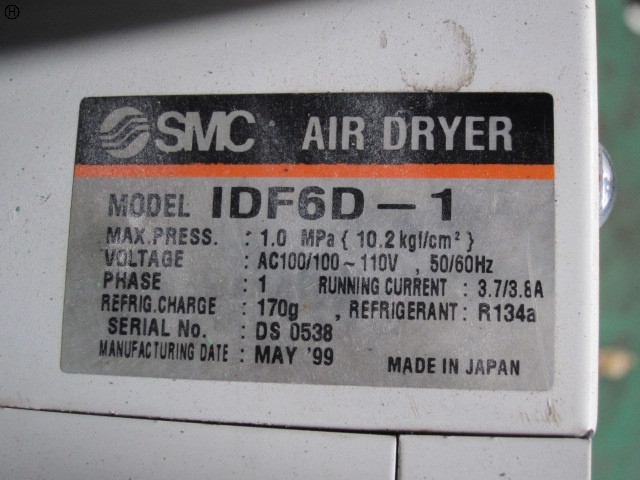 H
SMC AIR DRYER
MODEL IDF6D-1
MAX.PRESS. : 1.0 MPa { 10.2 kgf/cm² }
VOLTAGE : AC100/100~110V , 50/60Hz
PHASE : 1 RUNNING CURRENT : 3.7/3.8A
REFRIG.CHARGE : 170g , REFRIGERANT : R134a
SERIAL No. : DS 0538
MANUFACTURING DATE : MAY '99 MADE IN JAPAN